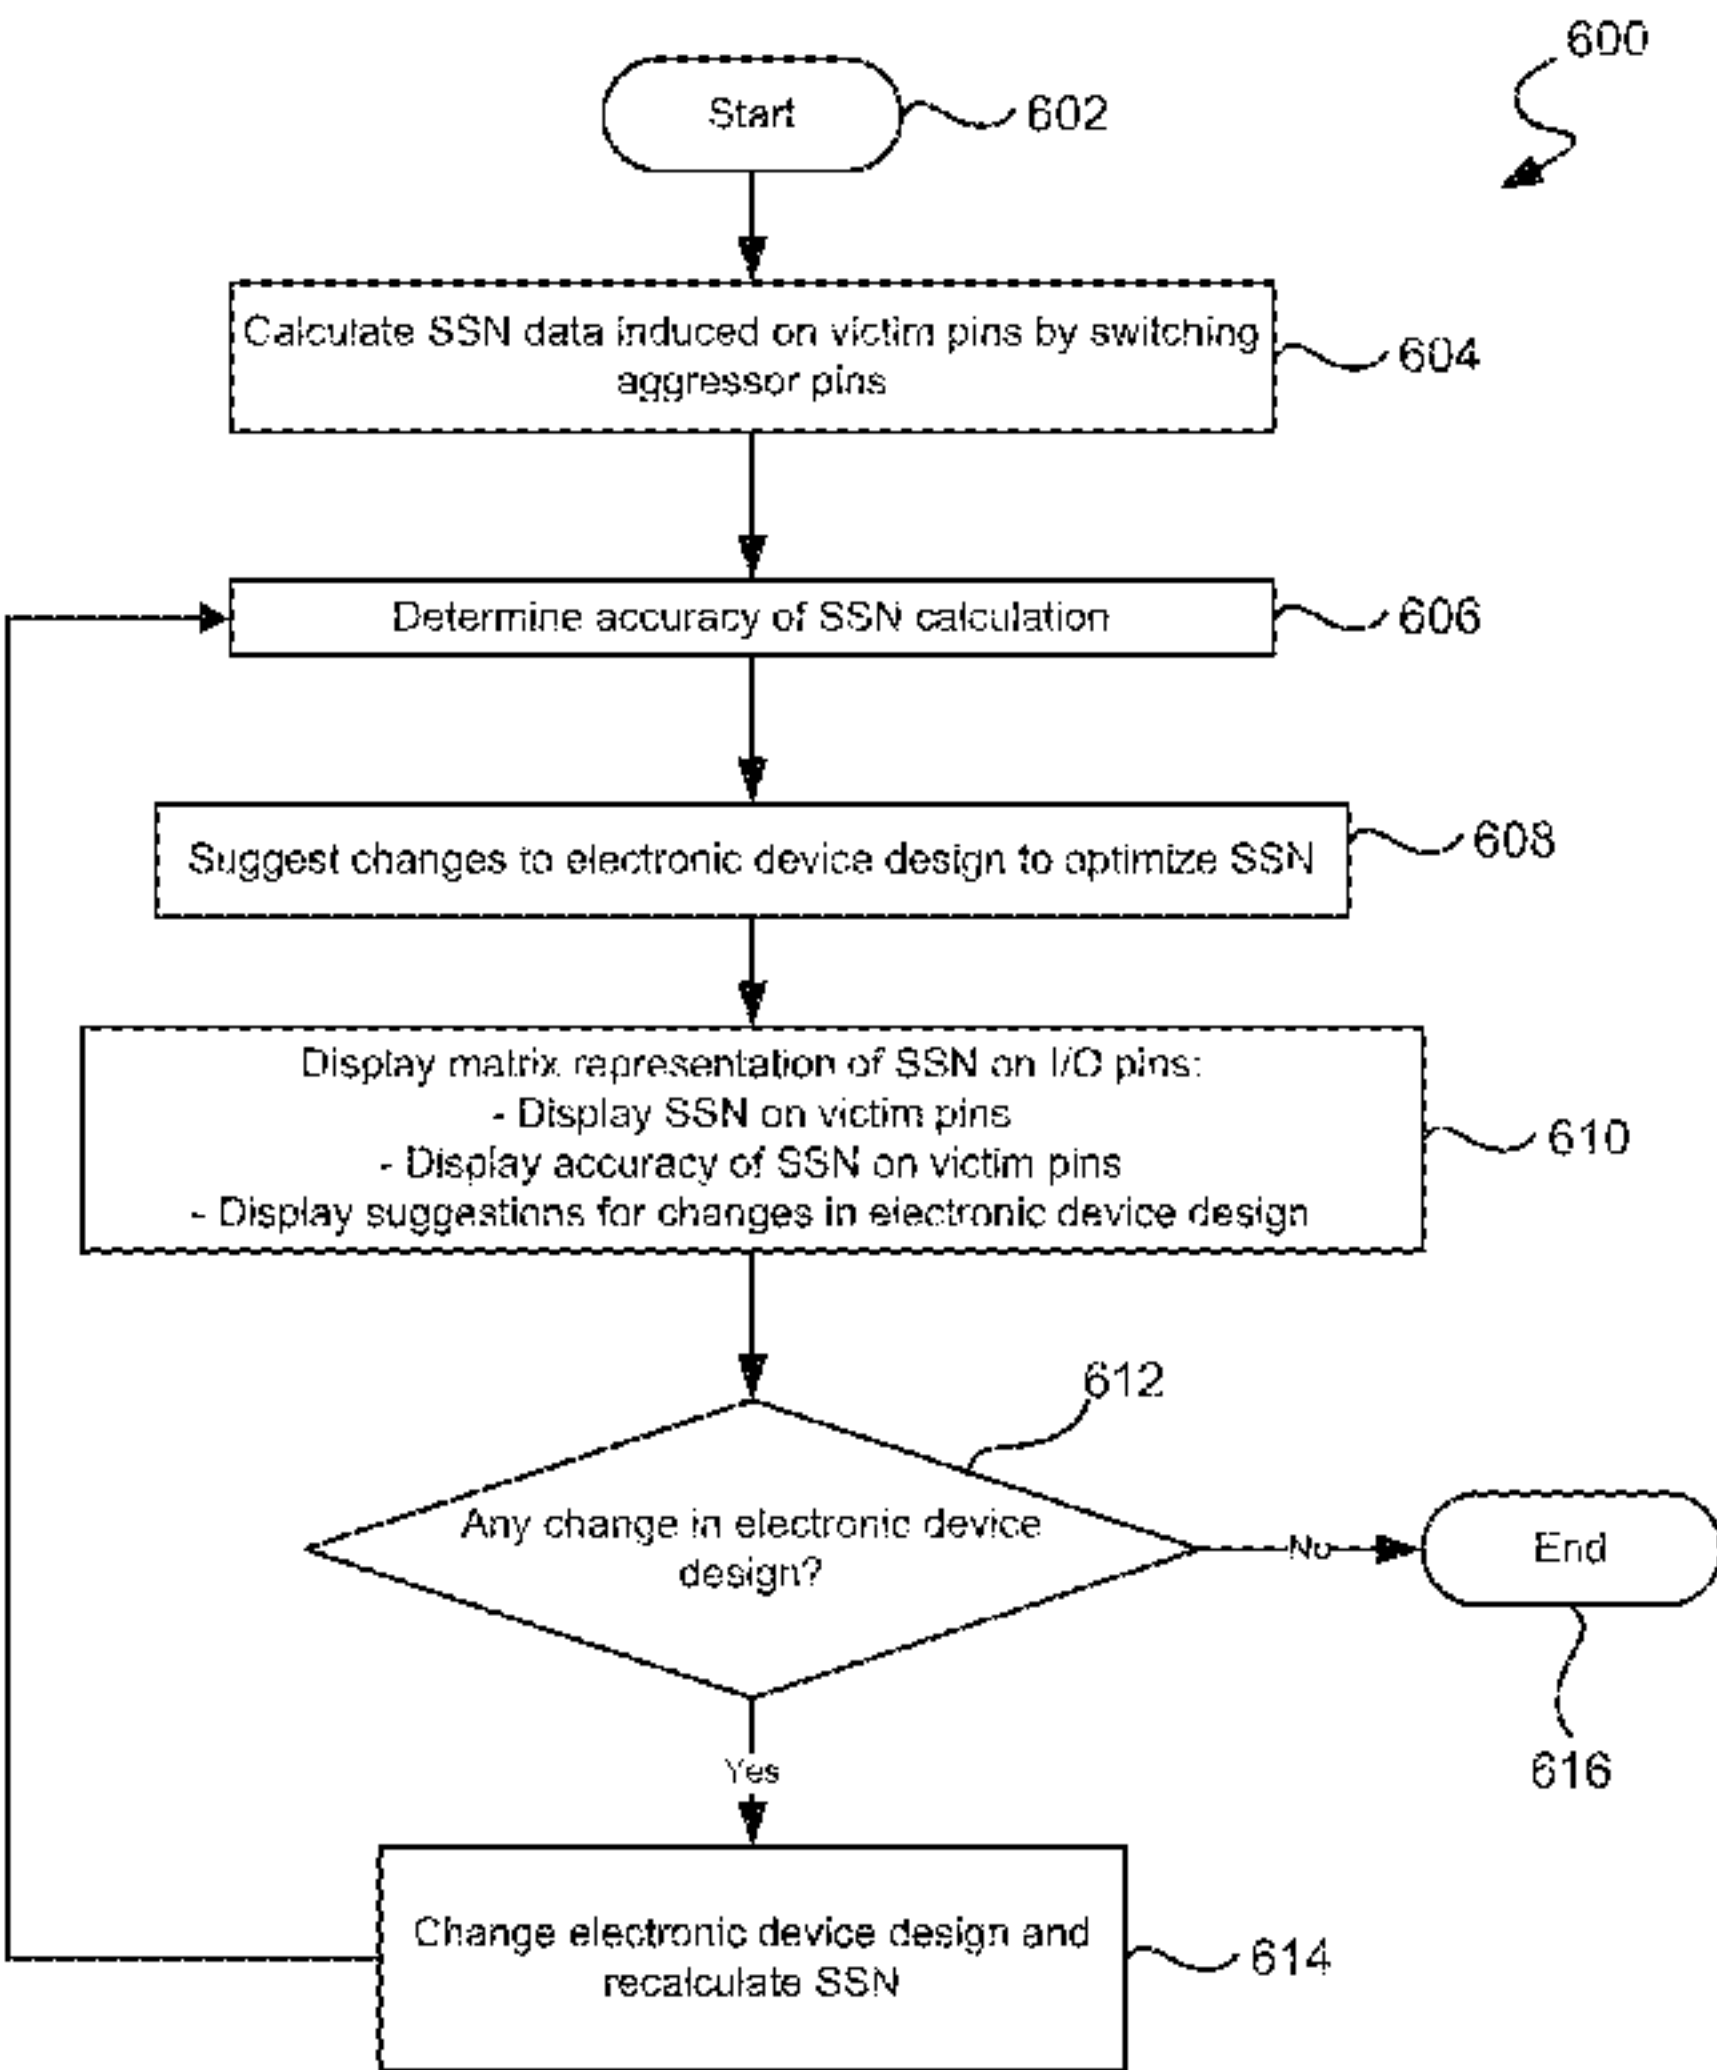 600
Start
602
Calculate SSN data induced on victim pins by switching
aggressor pins
604
Determine accuracy of SSN calculation
606
Suggest changes to electronic device design to optimize SSN
608
Display matrix representation of SSN on I/O pins:
- Display SSN on victim pins
- Display accuracy of SSN on victim pins
- Display suggestions for changes in electronic device design
610
612
Any change in electronic device
design?
No
End
616
Yes
Change electronic device design and
recalculate SSN
614